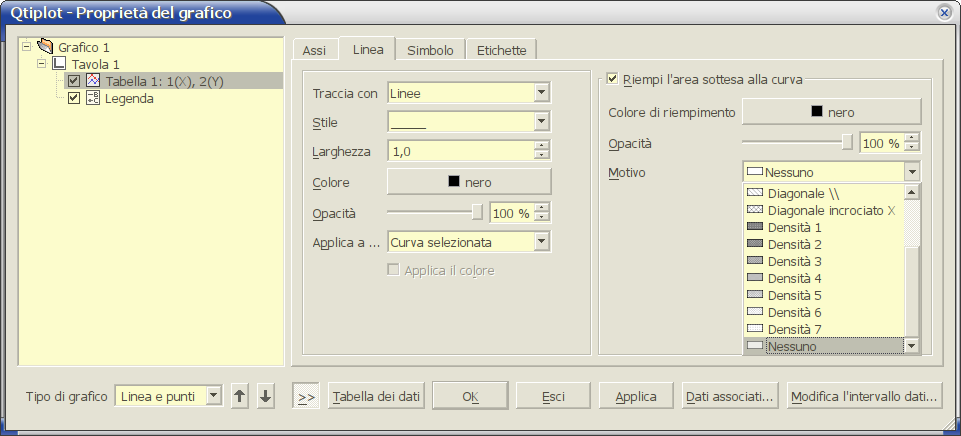 Qtiplot - Proprietà del grafico
Grafico 1
Tavola 1
Tabella 1: 1(X), 2(Y)
Legenda
Assi
Linea
Simbolo
Etichette
Traccia con
Linee
Stile
_____
Larghezza
1,0
Colore
nero
Opacità
100 %
Applica a ...
Curva selezionata
Applica il colore
Riempi l'area sottesa alla curva
Colore di riempimento
nero
Opacità
100 %
Motivo
Nessuno
Diagonale \\
Diagonale incrociato X
Densità 1
Densità 2
Densità 3
Densità 4
Densità 5
Densità 6
Densità 7
Nessuno
Tipo di grafico
Linea e punti
>>
Tabella dei dati
OK
Esci
Applica
Dati associati...
Modifica l'intervallo dati...